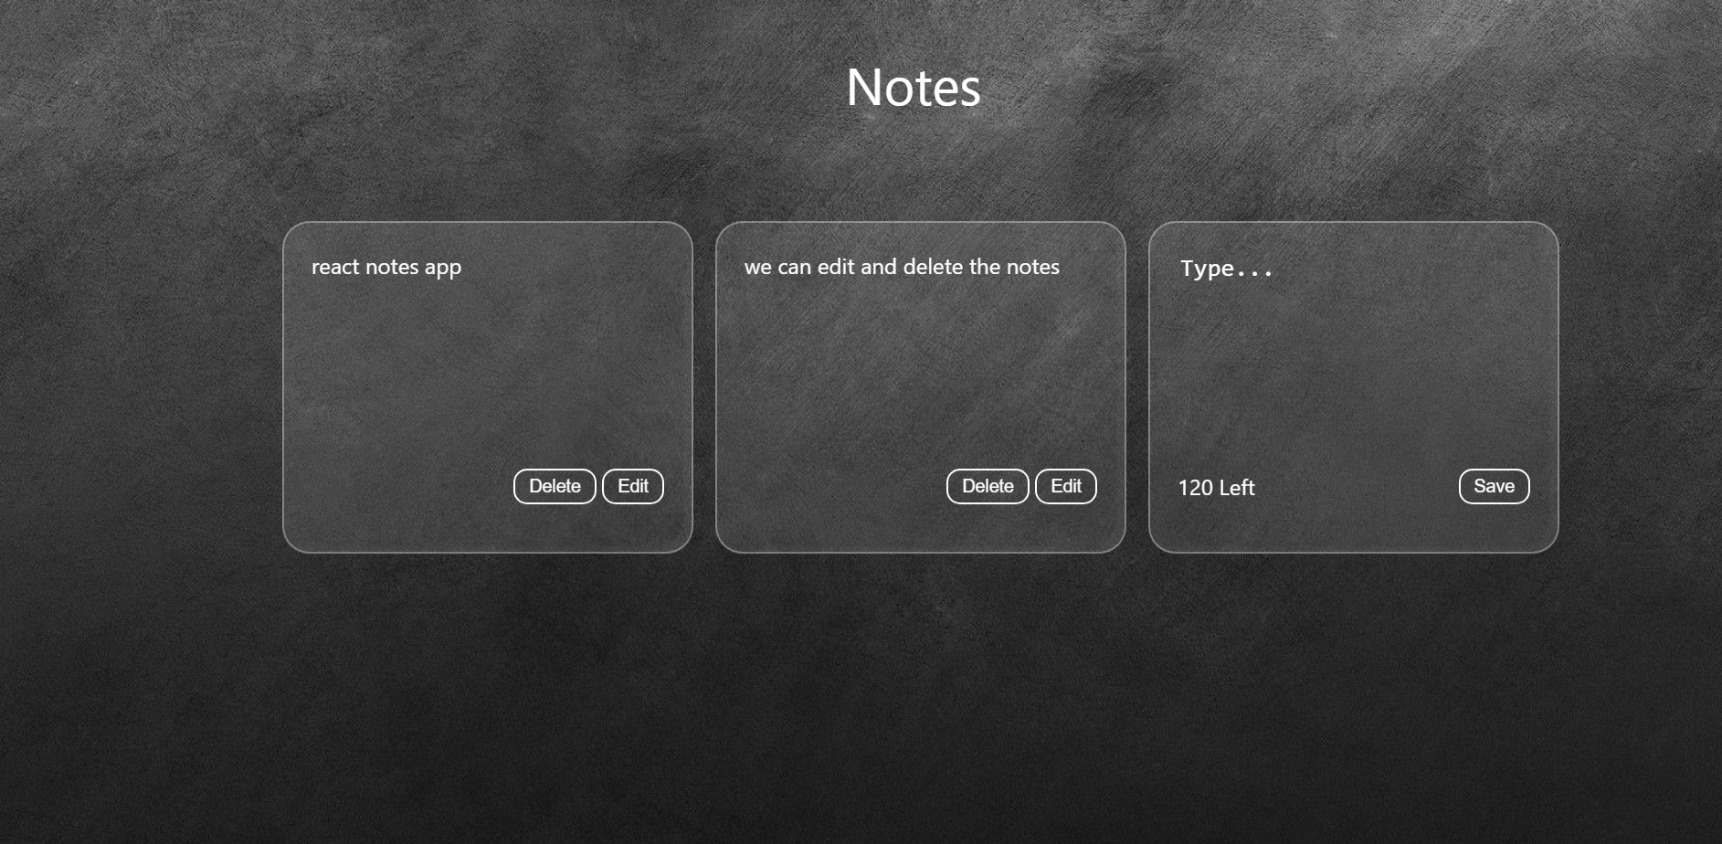 Notes
react notes app
Delete Edit
we can edit and delete the notes
Delete Edit
Type...
120 Left
Save